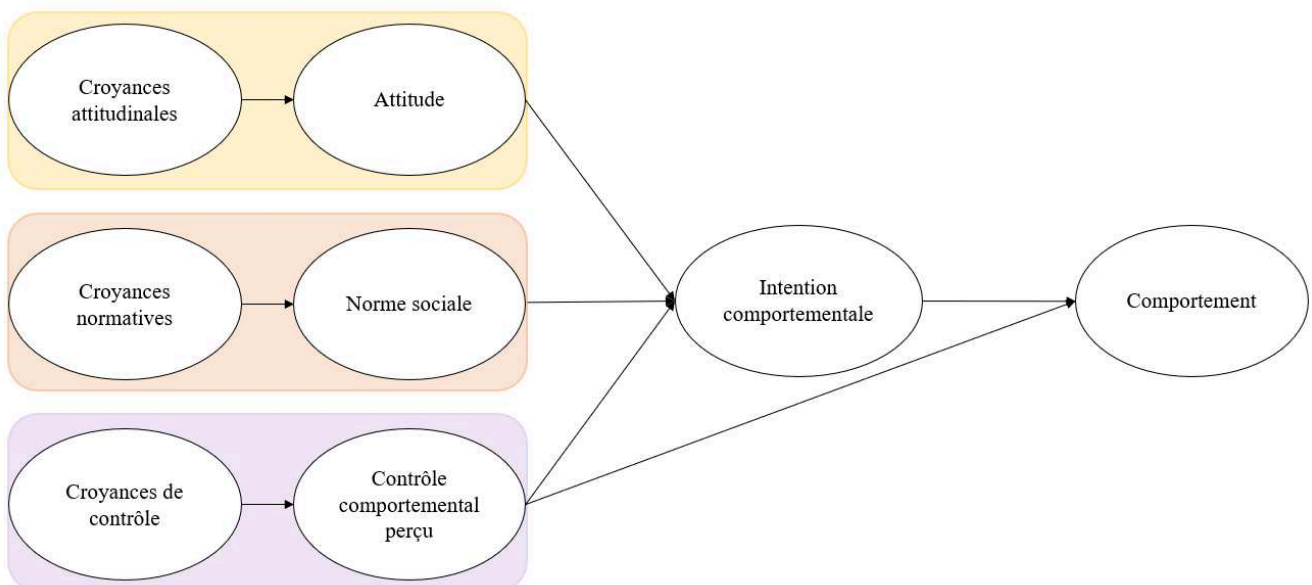 Croyances
attitudinales
Attitude
Croyances
normatives
Norme sociale
Intention
comportementale
Comportement
Croyances de
contrôle
Contrôle
comportemental
perçu